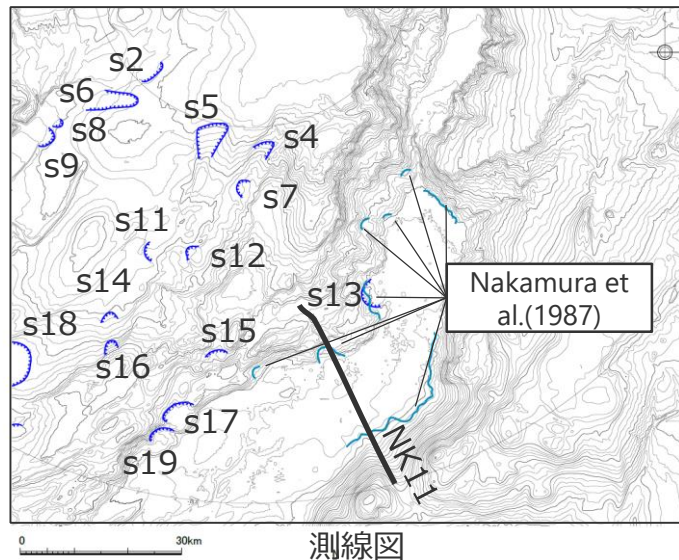 s2
s6
s5
s8
s4
s9
s7
s11
s12
s14
Nakamura et
al.(1987)
s13
s18
s15
s16
s17
s19
NK11
0
30km
測線図